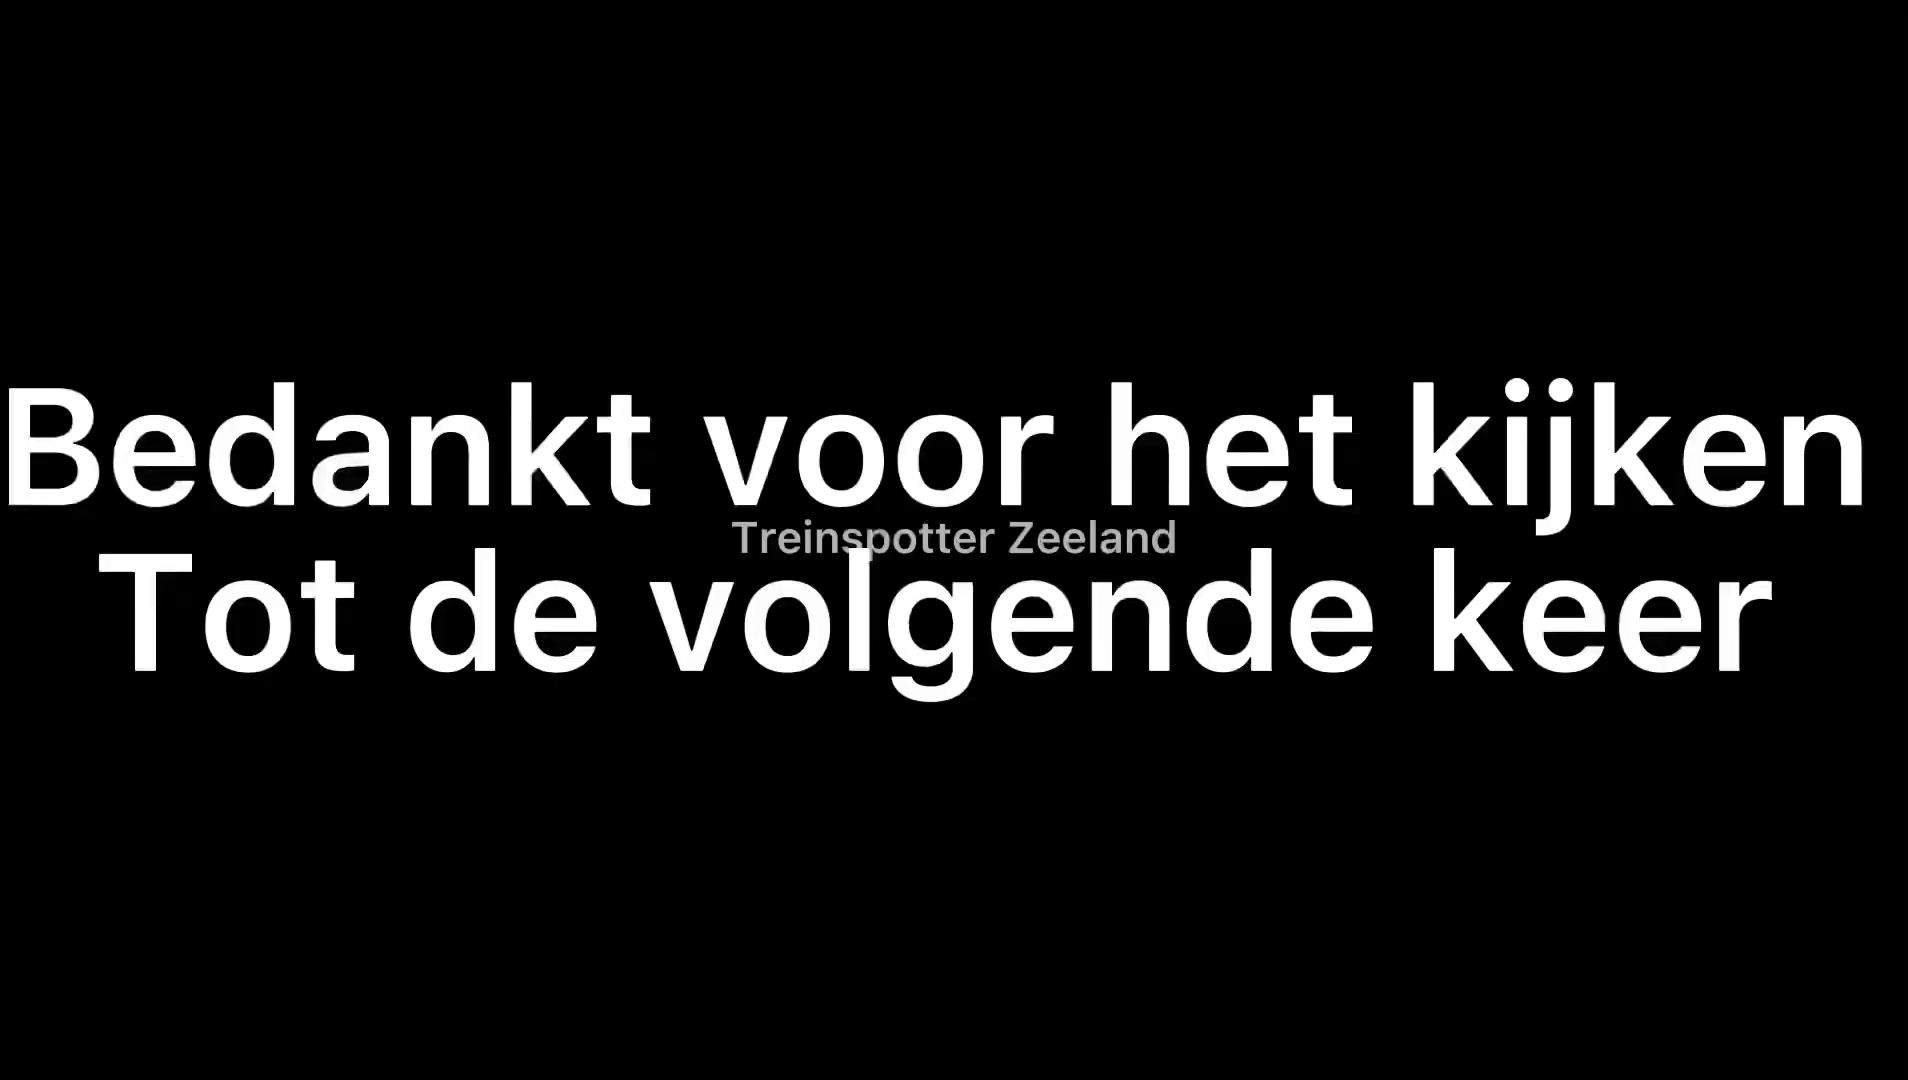 Bedankt voor het kijken
Treinspotter Zeeland
Tot de volgende keer